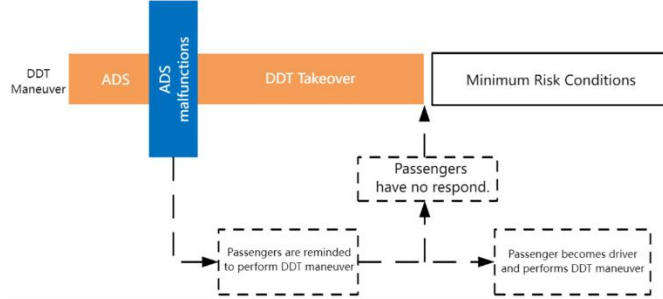 DDT
Maneuver
ADS
ADS
malfunctions
DDT Takeover
Minimum Risk Conditions
Passengers
have no respond.
Passengers are reminded
to perform DDT maneuver
Passenger becomes driver
and performs DDT maneuver